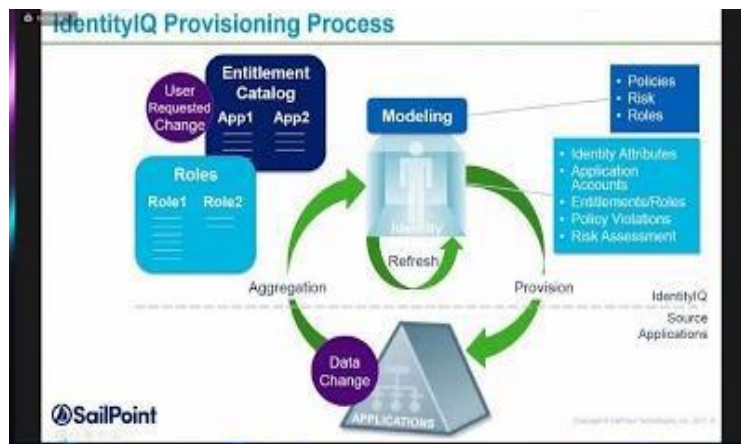 IdentityIQ Provisioning Process
Entitlement
Catalog
App1 App2
User
Requested
Change
Roles
Role1 Role2
Modeling
• Policies
• Risk
• Roles
• Identity Attributes
• Application
Accounts
• Entitlements/Roles
• Policy Violations
• Risk Assessment
Identity
Refresh
Aggregation
Provision
IdentityIQ
Source
Applications
Data
Change
APPLICATIONS
SailPoint